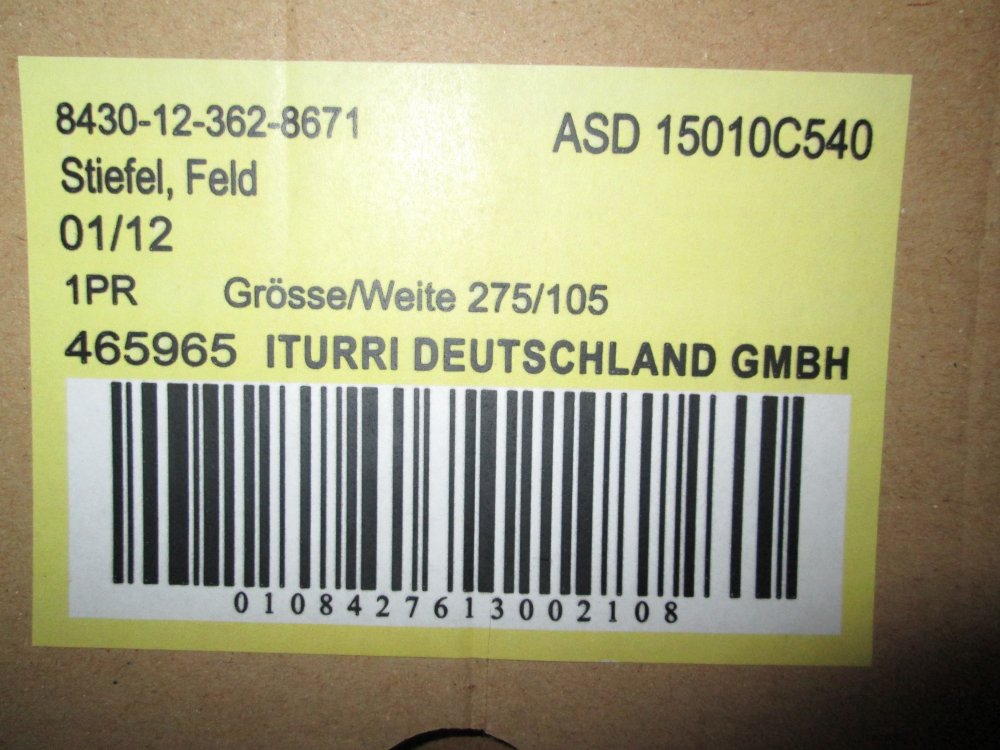 8430-12-362-8671
ASD 15010C540
Stiefel, Feld
01/12
1PR Grösse/Weite 275/105
465965 ITURRI DEUTSCHLAND GMBH
0108427613002108